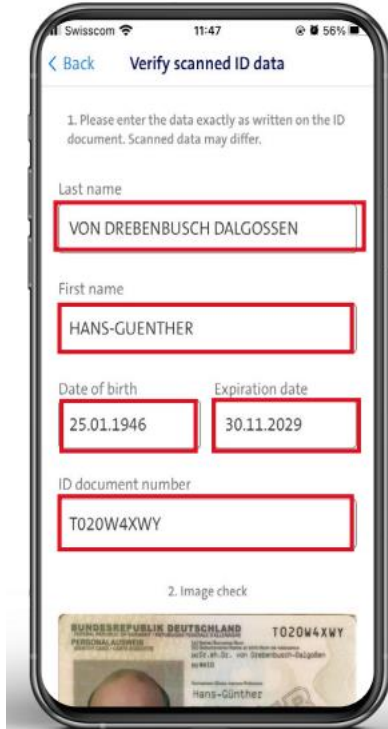 Swisscom 11:47 56%
Back Verify scanned ID data
1. Please enter the data exactly as written on the ID
document. Scanned data may differ.
Last name
VON DREBENBUSCH DALGOSSEN
First name
HANS-GUENTHER
Date of birth Expiration date
25.01.1946 30.11.2029
ID document number
T020W4XWY
2. Image check
BUNDESREPUBLIK DEUTSCHLAND T020W4XWY
PERSONALAUSWEIS
von Drebenbusch-Dalgoßen
Hans-Günther